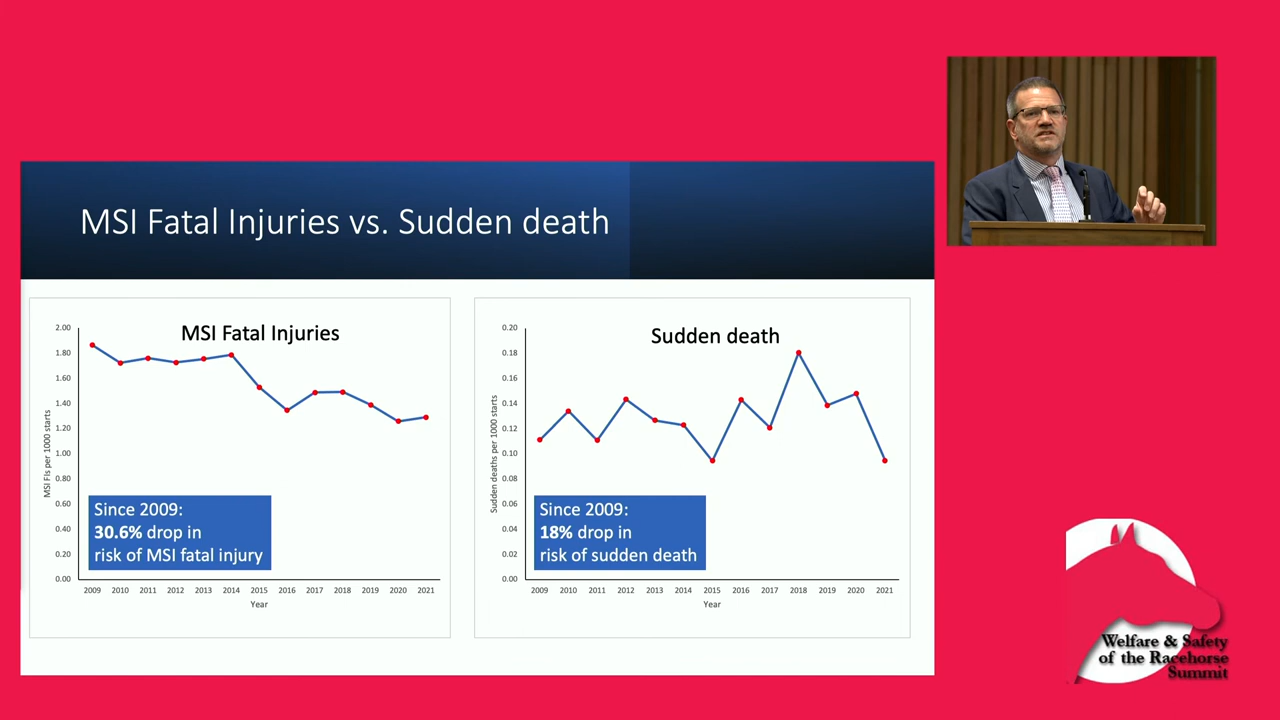 MSI Fatal Injuries vs. Sudden death
MSI Fatal Injuries
2.00
1.80
1.60
1.40
1.20
1.00
0.80
0.60
0.40
0.20
0.00
MSI FIs per 1000 starts
Since 2009:
30.6% drop in
risk of MSI fatal injury
2009 2010 2011 2012 2013 2014 2015 2016 2017 2018 2019 2020 2021
Year
Sudden death
0.20
0.18
0.16
0.14
0.12
0.10
0.08
0.06
0.04
0.02
0.00
Sudden deaths per 1000 starts
Since 2009:
18% drop in
risk of sudden death
2009 2010 2011 2012 2013 2014 2015 2016 2017 2018 2019 2020 2021
Year
Welfare & Safety
of the Racehorse
Summit